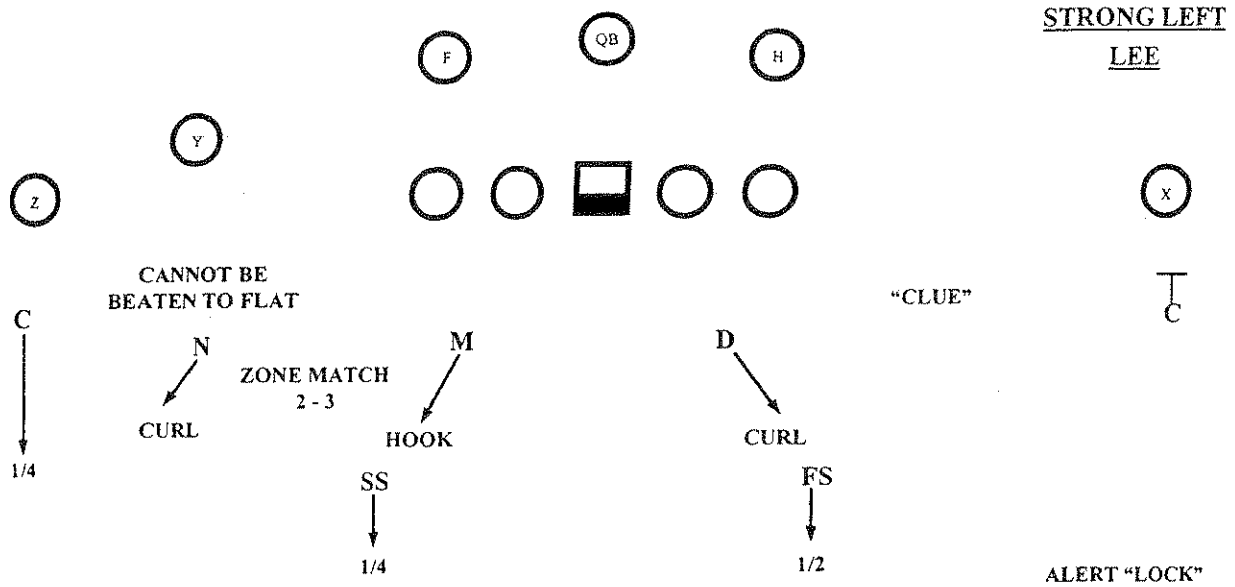 STRONG LEFT
LEE
QB
F
H
Y
Z
X
CANNOT BE
BEATEN TO FLAT
"CLUE"
C
C
N
M
D
ZONE MATCH
2 - 3
CURL
HOOK
CURL
1/4
SS
FS
1/4
1/2
ALERT "LOCK"